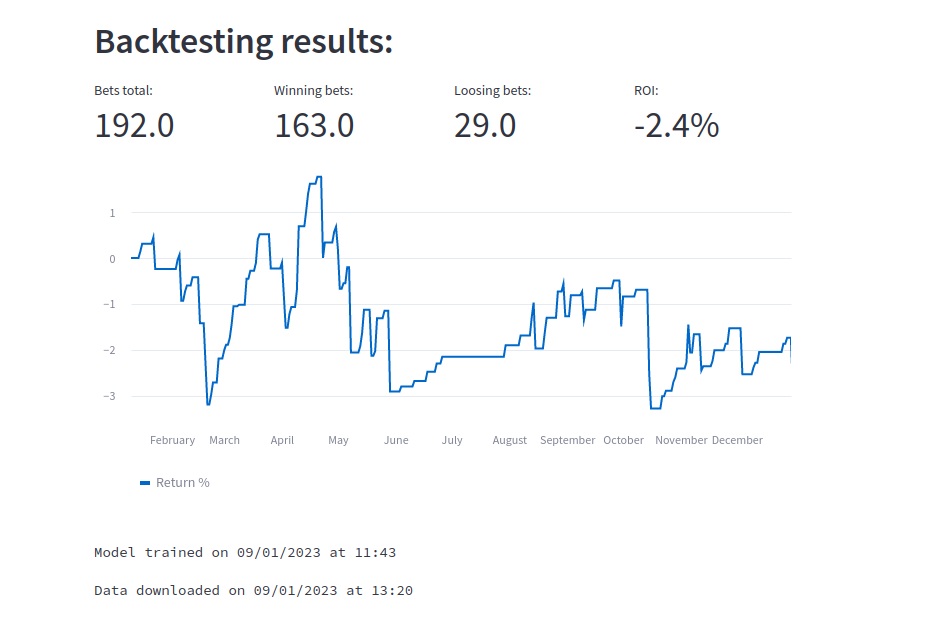 Backtesting results:
Bets total: Winning bets: Loosing bets: ROI:
192.0 163.0 29.0 -2.4%
1
0
−1
−2
−3
February March April May June July August September October November December
Return %
Model trained on 09/01/2023 at 11:43
Data downloaded on 09/01/2023 at 13:20